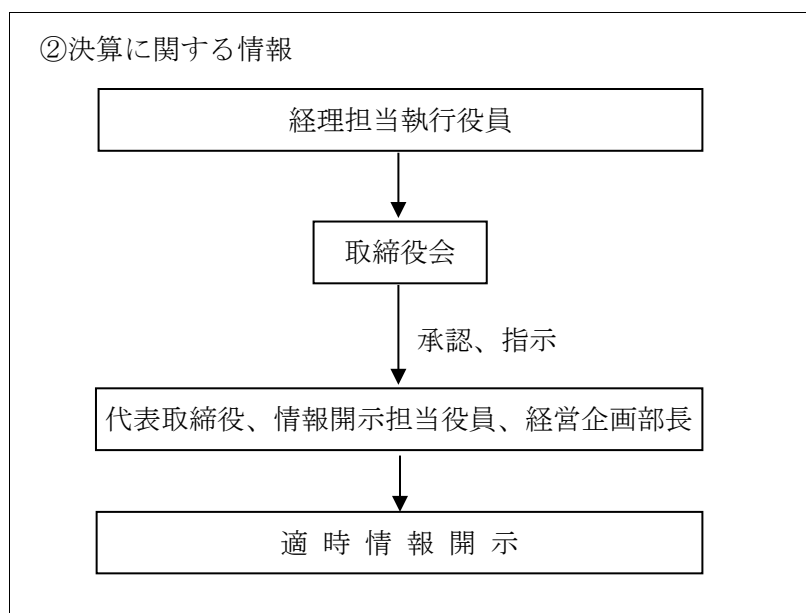 ②決算に関する情報
経理担当執行役員
取締役会
承認、指示
代表取締役、情報開示担当役員、経営企画部長
適 時 情 報 開 示